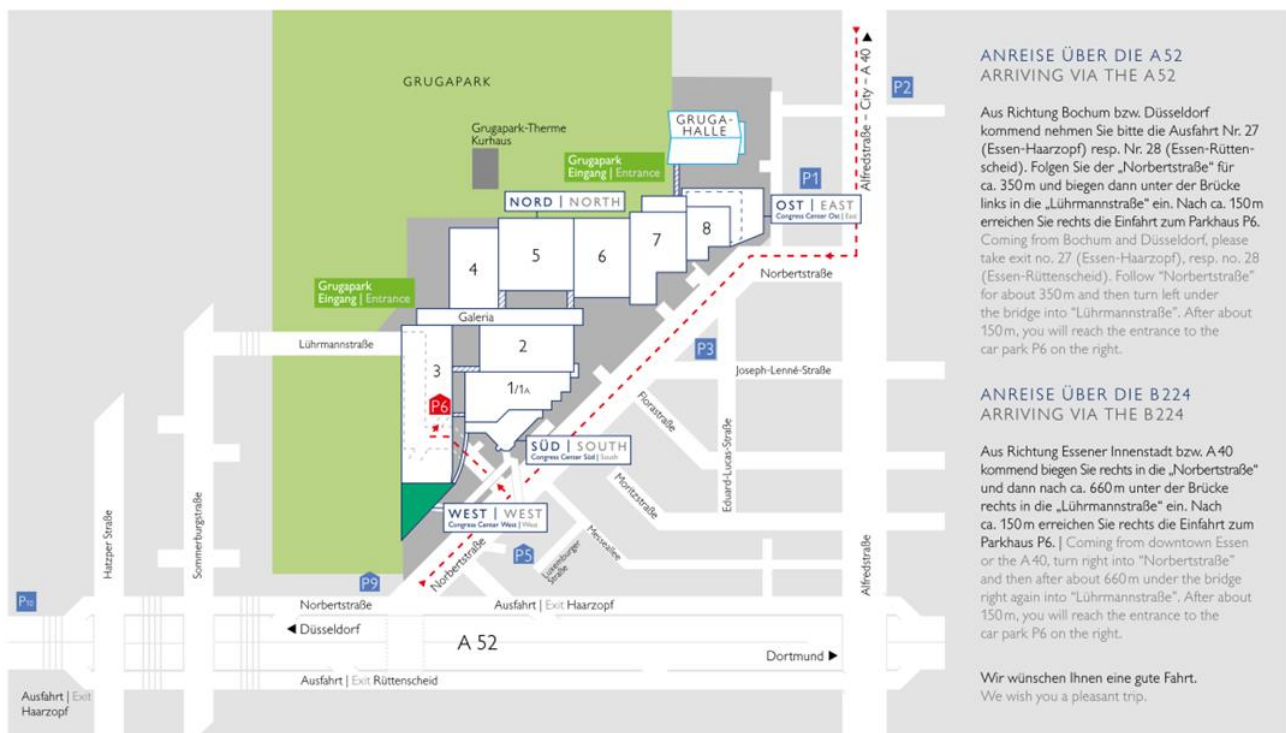 GRUGAPARK
Grugapark-Therme
Kurhaus
GRUGA-
HALLE
Grugapark
Eingang | Entrance
NORD | NORTH
P1
P2
Alfredstraße – City – A 40
OST | EAST
Congress Center Ost | East
4
5
6
7
8
Norbertstraße
Grugapark
Eingang | Entrance
Galeria
Lührmannstraße
3
2
1/1A
P3
Joseph-Lenné-Straße
P6
Florastraße
SÜD | SOUTH
Congress Center Süd | South
Eduard-Lucas-Straße
Moritzstraße
WEST | WEST
Congress Center West | West
Messeallee
Luxemburger
Straße
P5
Norbertstraße
Hatzper Straße
Sommerburgstraße
Alfredstraße
P9
P10
Norbertstraße
Ausfahrt | Exit Haarzopf
Düsseldorf
A 52
Dortmund
Ausfahrt | Exit Rüttenscheid
Ausfahrt | Exit
Haarzopf
ANREISE ÜBER DIE A 52
ARRIVING VIA THE A 52
Aus Richtung Bochum bzw. Düsseldorf
kommend nehmen Sie bitte die Ausfahrt Nr. 27
(Essen-Haarzopf) resp. Nr. 28 (Essen-Rütten-
scheid). Folgen Sie der „Norbertstraße“ für
ca. 350 m und biegen dann unter der Brücke
links in die „Lührmannstraße“ ein. Nach ca. 150 m
erreichen Sie rechts die Einfahrt zum Parkhaus P6.
Coming from Bochum and Düsseldorf, please
take exit no. 27 (Essen-Haarzopf), resp. no. 28
(Essen-Rüttenscheid). Follow “Norbertstraße”
for about 350 m and then turn left under
the bridge into “Lührmannstraße”. After about
150 m, you will reach the entrance to the
car park P6 on the right.
ANREISE ÜBER DIE B 224
ARRIVING VIA THE B 224
Aus Richtung Essener Innenstadt bzw. A 40
kommend biegen Sie rechts in die „Norbertstraße“
und dann nach ca. 660 m unter der Brücke
rechts in die „Lührmannstraße“ ein. Nach
ca. 150 m erreichen Sie rechts die Einfahrt zum
Parkhaus P6. | Coming from downtown Essen
or the A 40, turn right into “Norbertstraße”
and then after about 660 m under the bridge
right again into “Lührmannstraße”. After about
150 m, you will reach the entrance to the
car park P6 on the right.
Wir wünschen Ihnen eine gute Fahrt.
We wish you a pleasant trip.